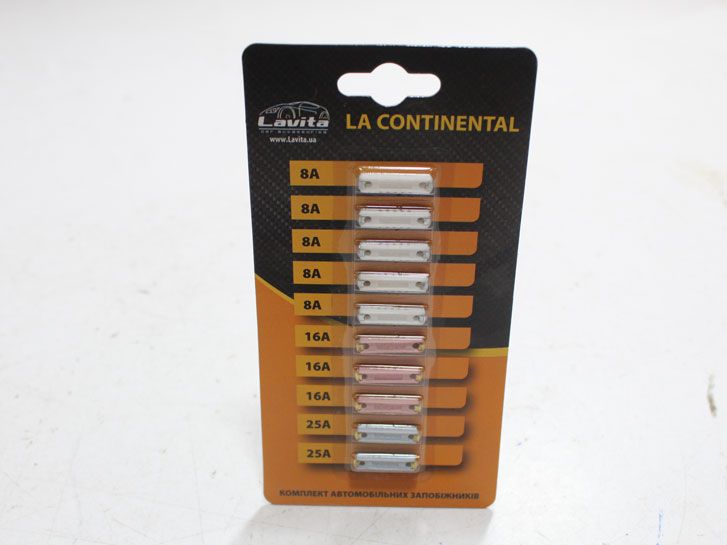 Lavita
car accessories
www.Lavita.ua
LA CONTINENTAL
8A
8A
8A
8A
8A
16A
16A
16A
25A
25A
КОМПЛЕКТ АВТОМОБІЛЬНИХ ЗАПОБІЖНИКІВ